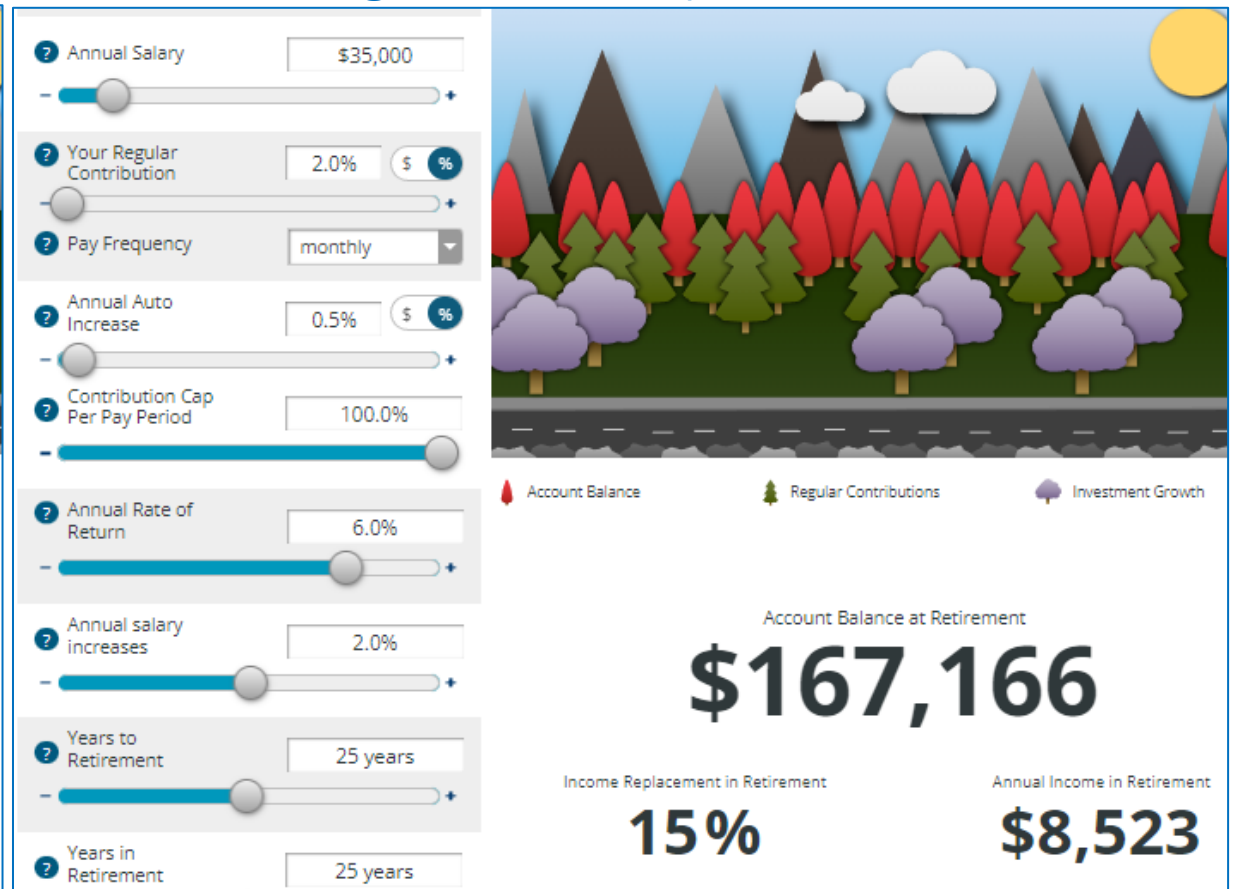 ? Annual Salary $35,000
- +
? Your Regular
Contribution 2.0% $ %
- +
? Pay Frequency monthly
? Annual Auto
Increase 0.5% $ %
- +
? Contribution Cap
Per Pay Period 100.0%
-
? Annual Rate of
Return 6.0%
- +
? Annual salary
increases 2.0%
- +
? Years to
Retirement 25 years
- +
? Years in
Retirement 25 years
Account Balance Regular Contributions Investment Growth
Account Balance at Retirement
$167,166
Income Replacement in Retirement Annual Income in Retirement
15% $8,523